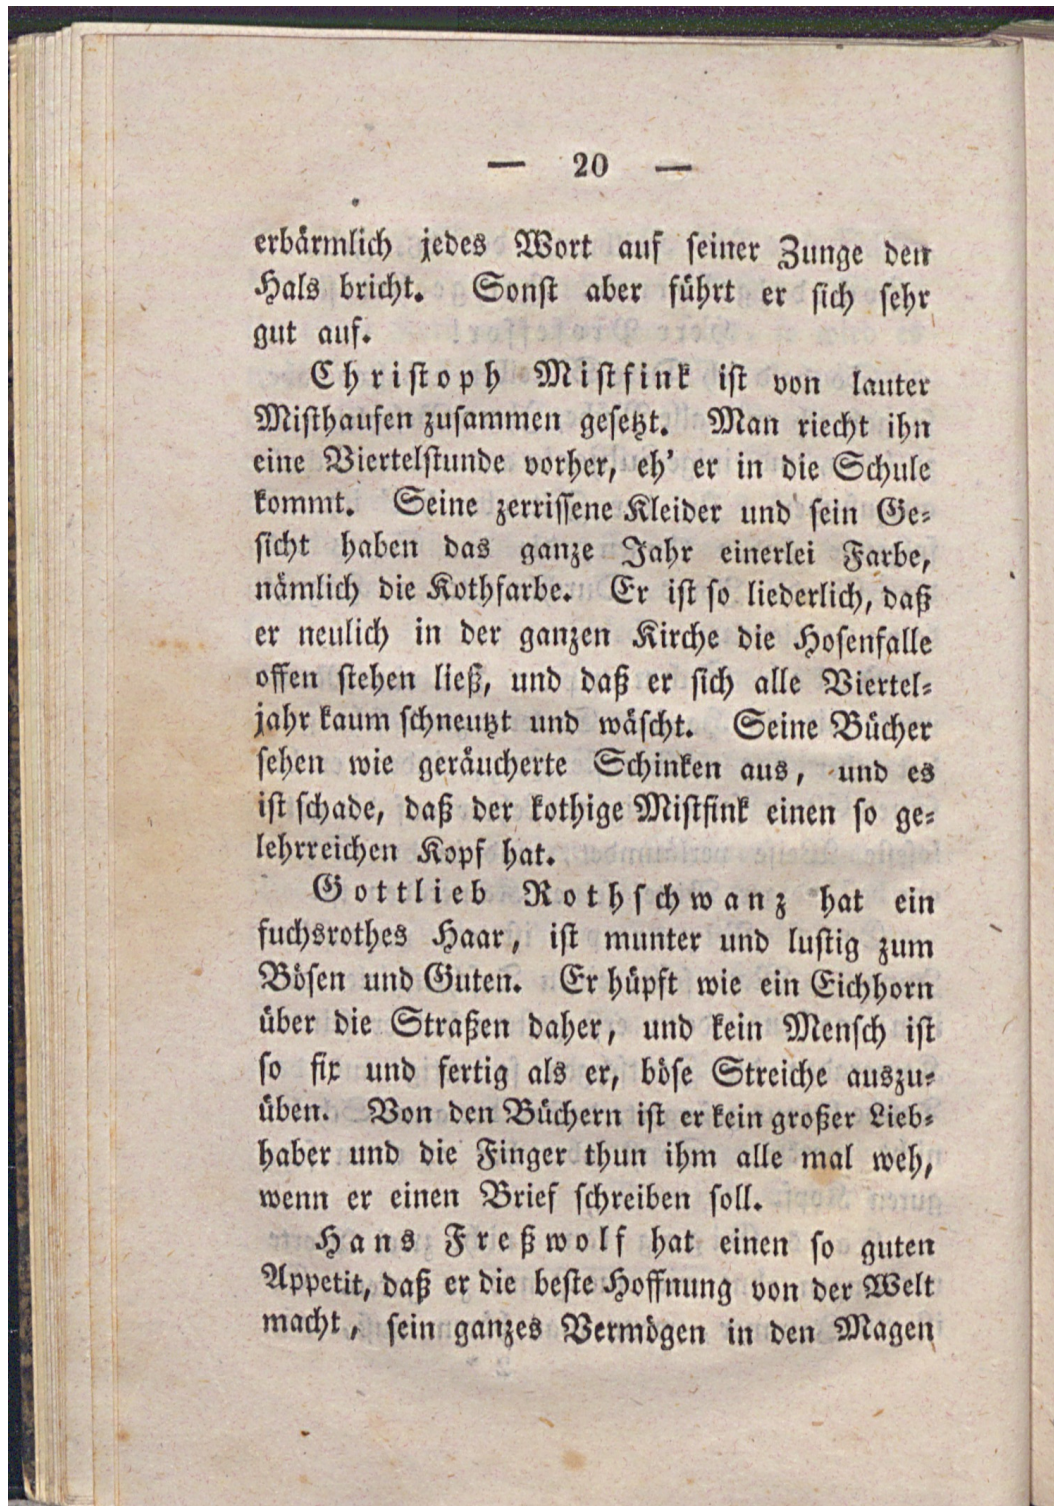 — 20 —
erbärmlich jedes Wort auf seiner Zunge den
Hals bricht. Sonst aber führt er sich sehr
gut auf.
Christoph Mistfink ist von lauter
Misthaufen zusammen gesetzt. Man riecht ihn
eine Viertelstunde vorher, eh' er in die Schule
kommt. Seine zerrissene Kleider und sein Ge-
sicht haben das ganze Jahr einerlei Farbe,
nämlich die Kothfarbe. Er ist so liederlich, daß
er neulich in der ganzen Kirche die Hosenfalle
offen stehen ließ, und daß er sich alle Viertel-
jahr kaum schneutzt und wäscht. Seine Bücher
sehen wie geräucherte Schinken aus, und es
ist schade, daß der kothige Mistfink einen so ge-
lehrreichen Kopf hat.
Gottlieb Rothschwanz hat ein
fuchsrothes Haar, ist munter und lustig zum
Bösen und Guten. Er hüpft wie ein Eichhorn
über die Straßen daher, und kein Mensch ist
so fix und fertig als er, böse Streiche auszu-
üben. Von den Büchern ist er kein großer Lieb-
haber und die Finger thun ihm alle mal weh,
wenn er einen Brief schreiben soll.
Hans Freßwolf hat einen so guten
Appetit, daß er die beste Hoffnung von der Welt
macht, sein ganzes Vermögen in den Magen